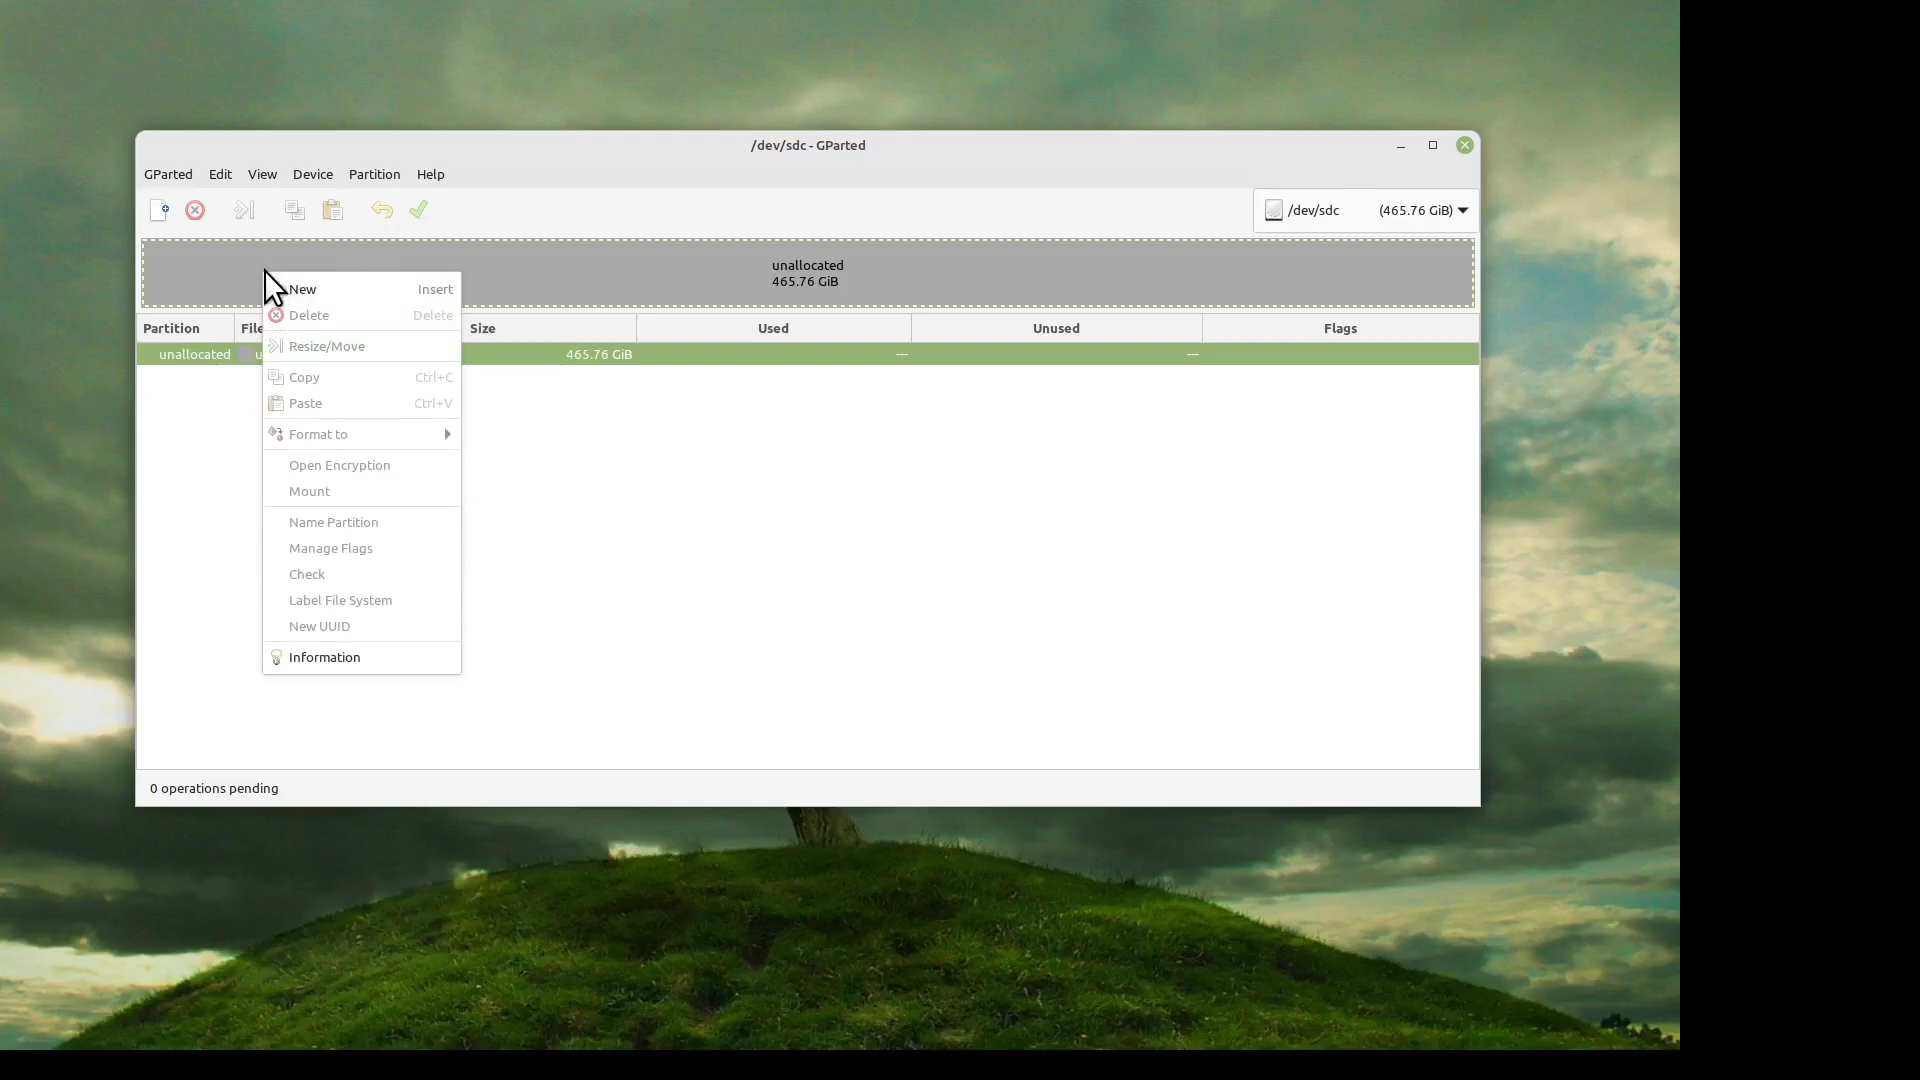 /dev/sdc - GParted
GParted Edit View Device Partition Help
/dev/sdc (465.76 GiB)
unallocated
465.76 GiB
Partition File Size Used Unused Flags
unallocated u 465.76 GiB --- ---
New Insert
Delete Delete
Resize/Move
Copy Ctrl+C
Paste Ctrl+V
Format to
Open Encryption
Mount
Name Partition
Manage Flags
Check
Label File System
New UUID
Information
0 operations pending